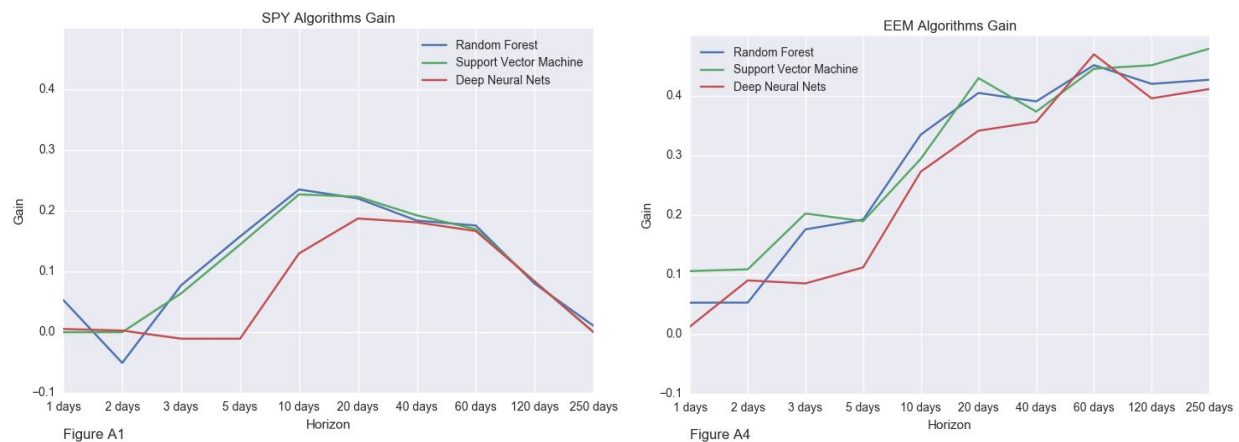 SPY Algorithms Gain
Random Forest
Support Vector Machine
Deep Neural Nets
Gain
0.4
0.3
0.2
0.1
0.0
−0.1
1 days 2 days 3 days 5 days 10 days 20 days 40 days 60 days 120 days 250 days
Horizon
Figure A1
EEM Algorithms Gain
Random Forest
Support Vector Machine
Deep Neural Nets
Gain
0.4
0.3
0.2
0.1
0.0
−0.1
1 days 2 days 3 days 5 days 10 days 20 days 40 days 60 days 120 days 250 days
Horizon
Figure A4